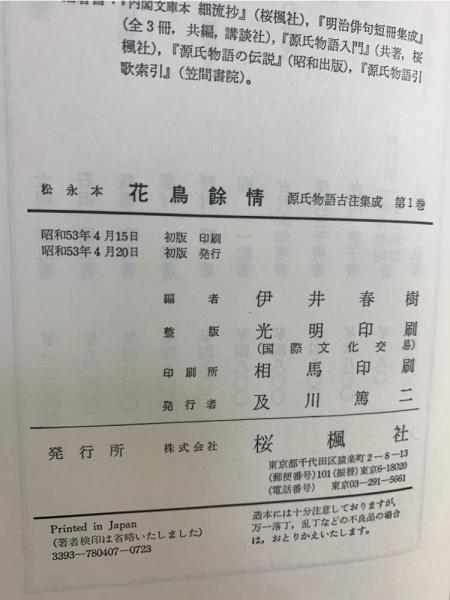 『内閣文庫本 細流抄』(桜楓社),『明治俳句短冊集成』
(全3冊, 共編, 講談社),『源氏物語入門』(共著, 桜
楓社),『源氏物語の伝説』(昭和出版),『源氏物語引
歌索引』(笠間書院)。
松永本 花鳥餘情 源氏物語古注集成 第1巻
昭和53年4月15日 初版 印刷
昭和53年4月20日 初版 発行
編者 伊井春樹
整版 光明印刷
(国際文化交易)
印刷所 相馬印刷
発行者 及川篤二
発行所 株式会社 桜楓社
東京都千代田区猿楽町2-8-13
(郵便番号)101(振替)東京6-18020
(電話番号) 東京03-291-5661
Printed in Japan
(著者検印は省略いたしました)
3393-780407-0723
造本には十分注意しておりますが,
万一落丁, 乱丁などの不良品の場合
は, おとりかえいたします。